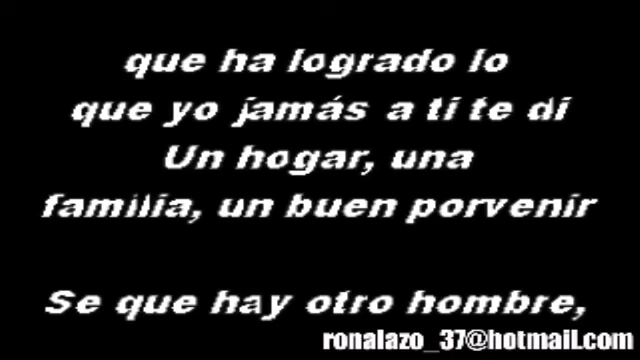 que ha logrado lo
que yo jamás a ti te di
Un hogar, una
familia, un buen porvenir
Se que hay otro hombre,
ronalazo_37@hotmail.com